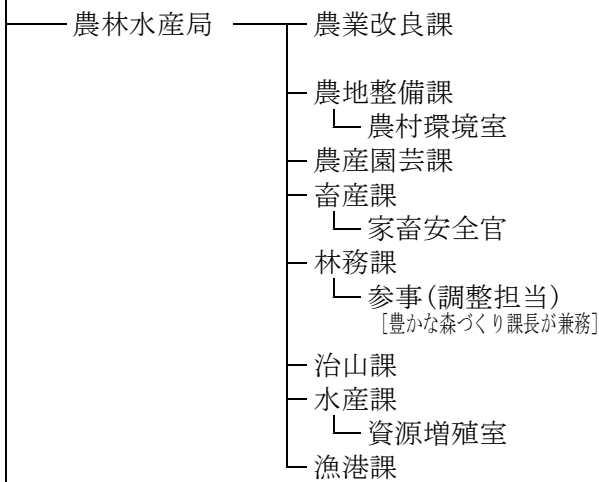 農林水産局
農業改良課
農地整備課
農村環境室
農産園芸課
畜産課
家畜安全官
林務課
参事(調整担当)
[豊かな森づくり課長が兼務]
治山課
水産課
資源増殖室
漁港課